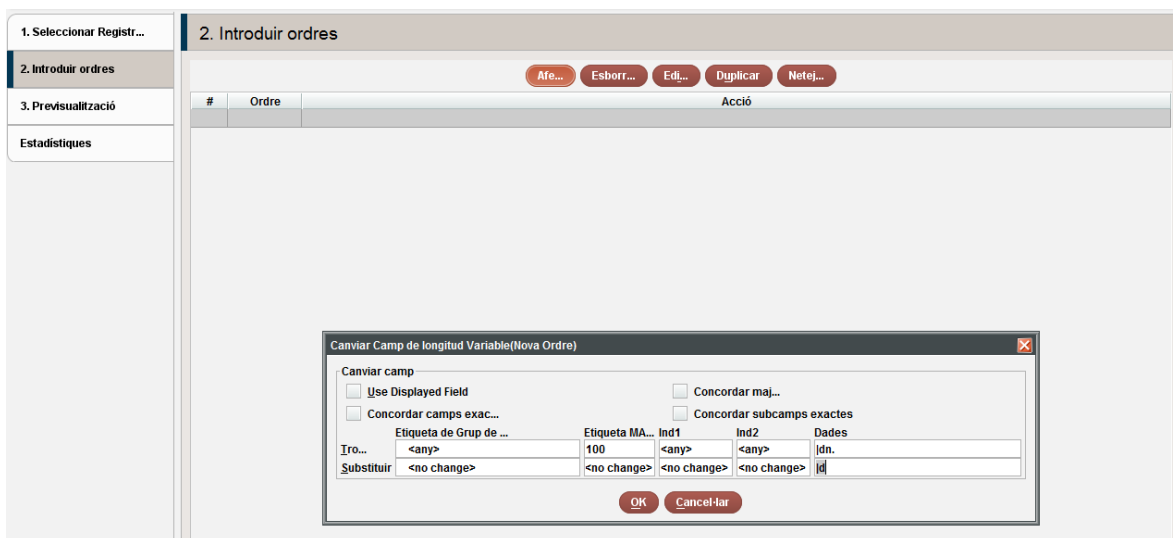 1. Seleccionar Registr...
2. Introduir ordres
3. Previsualització
Estadístiques
2. Introduir ordres
Afe... Esborr... Edi... Duplicar Netej...
# Ordre Acció
Canviar Camp de longitud Variable(Nova Ordre)
Canviar camp
Use Displayed Field Concordar maj...
Concordar camps exac... Concordar subcamps exactes
Etiqueta de Grup de ... Etiqueta MA... Ind1 Ind2 Dades
Tro... <any> 100 <any> <any> |dn.
Substituir <no change> <no change> <no change> <no change> |d
OK Cancel·lar